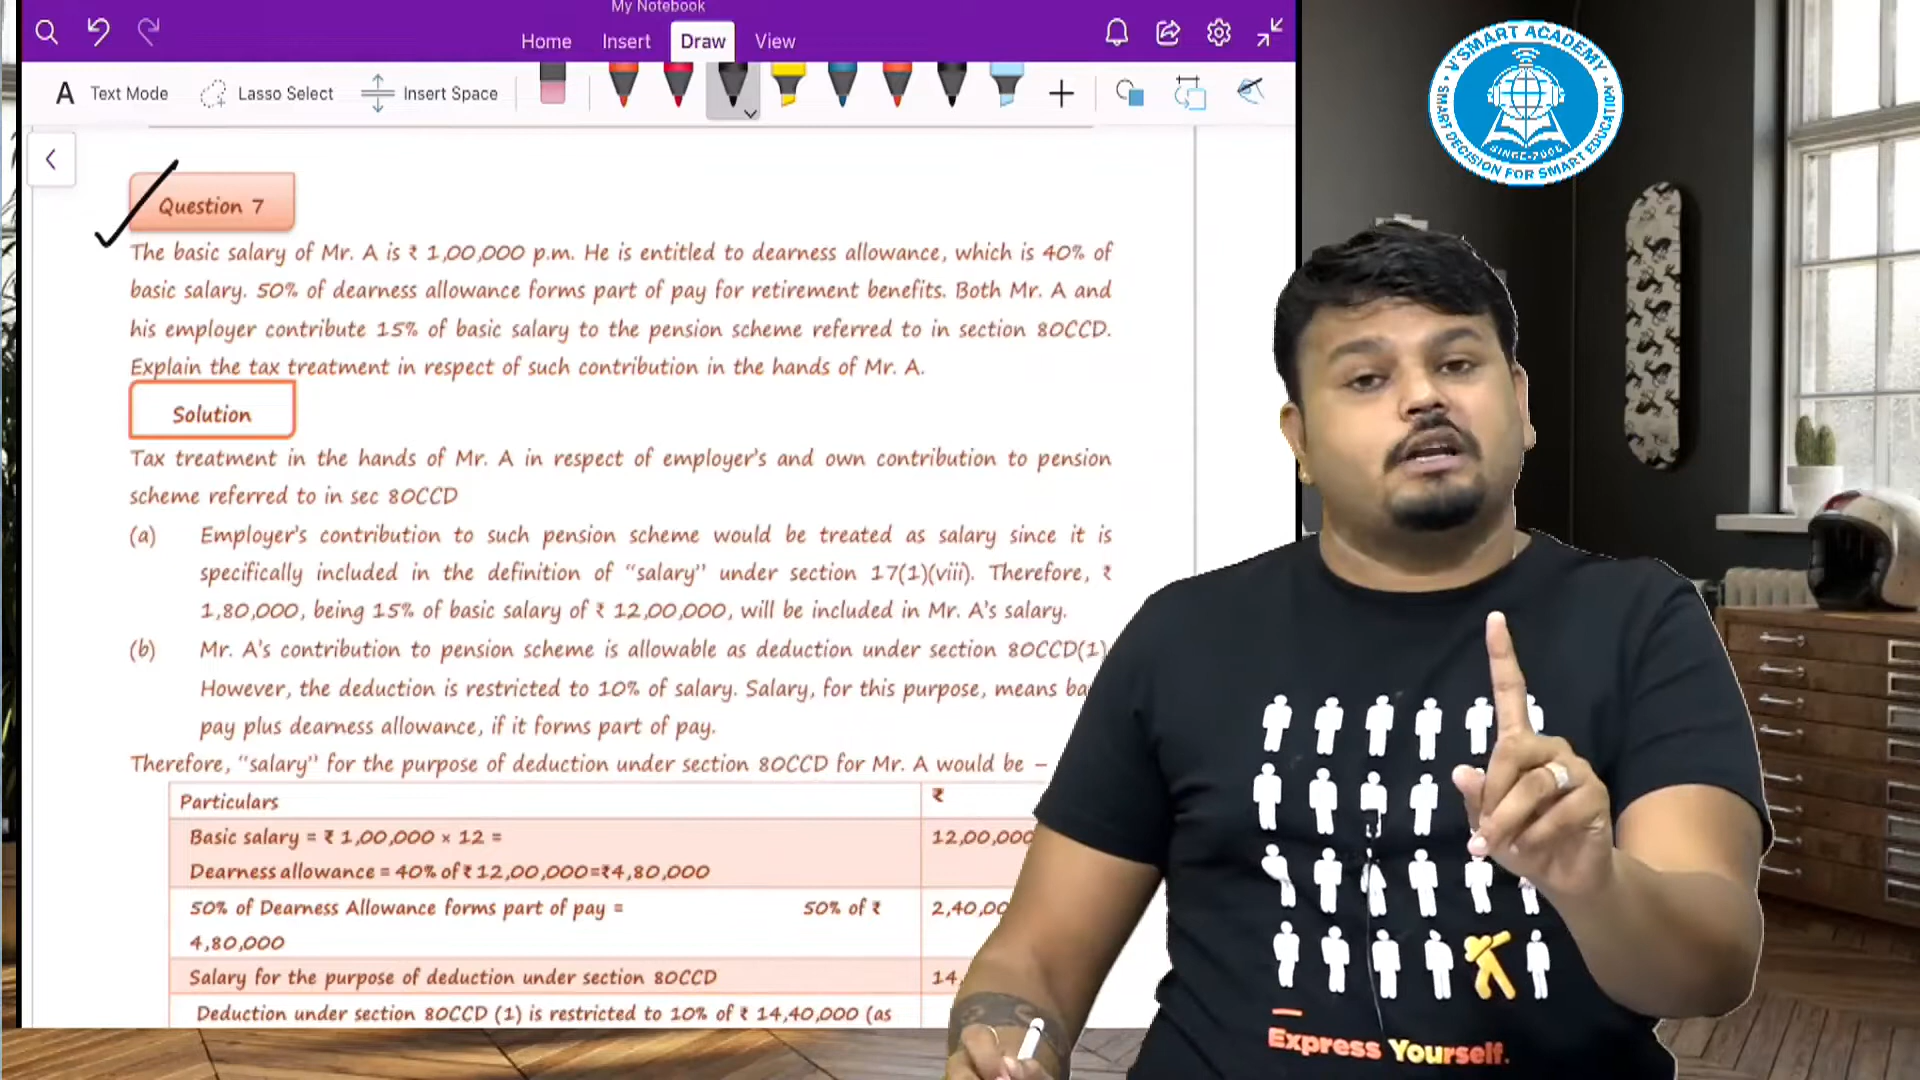 My Notebook
Home Insert Draw View
A Text Mode Lasso Select Insert Space
Question 7
The basic salary of Mr. A is ₹ 1,00,000 p.m. He is entitled to dearness allowance, which is 40% of
basic salary. 50% of dearness allowance forms part of pay for retirement benefits. Both Mr. A and
his employer contribute 15% of basic salary to the pension scheme referred to in section 80CCD.
Explain the tax treatment in respect of such contribution in the hands of Mr. A.
Solution
Tax treatment in the hands of Mr. A in respect of employer's and own contribution to pension
scheme referred to in sec 80CCD
(a) Employer's contribution to such pension scheme would be treated as salary since it is
specifically included in the definition of "salary" under section 17(1)(viii). Therefore, ₹
1,80,000, being 15% of basic salary of ₹ 12,00,000, will be included in Mr. A's salary.
(b) Mr. A's contribution to pension scheme is allowable as deduction under section 80CCD(1)
However, the deduction is restricted to 10% of salary. Salary, for this purpose, means
pay plus dearness allowance, if it forms part of pay.
Therefore, "salary" for the purpose of deduction under section 80CCD for Mr. A would be –
Particulars ₹
Basic salary = ₹ 1,00,000 × 12 = 12,00,000
Dearness allowance = 40% of ₹ 12,00,000=₹4,80,000
50% of Dearness Allowance forms part of pay = 50% of ₹
4,80,000
Salary for the purpose of deduction under section 80CCD
Deduction under section 80CCD (1) is restricted to 10% of ₹ 14,40,000 (as
V'SMART ACADEMY
SMART DECISION FOR SMART EDUCATION
Express Yourself.